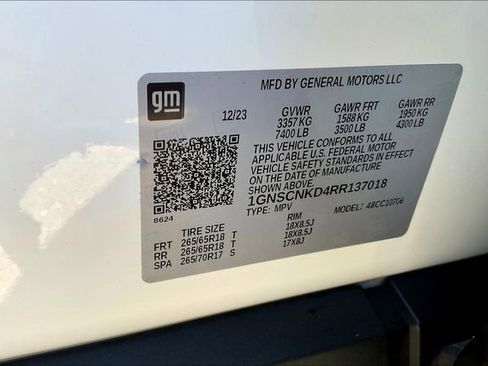 gm
MFD BY GENERAL MOTORS LLC
12/23 GVWR GAWR FRT GAWR RR
3357 KG 1588 KG 1950 KG
7400 LB 3500 LB 4300 LB
THIS VEHICLE CONFORMS TO ALL
APPLICABLE U.S. FEDERAL MOTOR
VEHICLE SAFETY STANDARDS IN EFFECT
ON THE DATE OF MANUFACTURE
SHOWN ABOVE.
1GNSCNKD4RR137018
TYPE: MPV MODEL: 48CC10706
8624
TIRE SIZE RIM
FRT 265/65R18 T 18X8.5J
RR 265/65R18 T 18X8.5J
SPA 265/70R17 S 17X8J